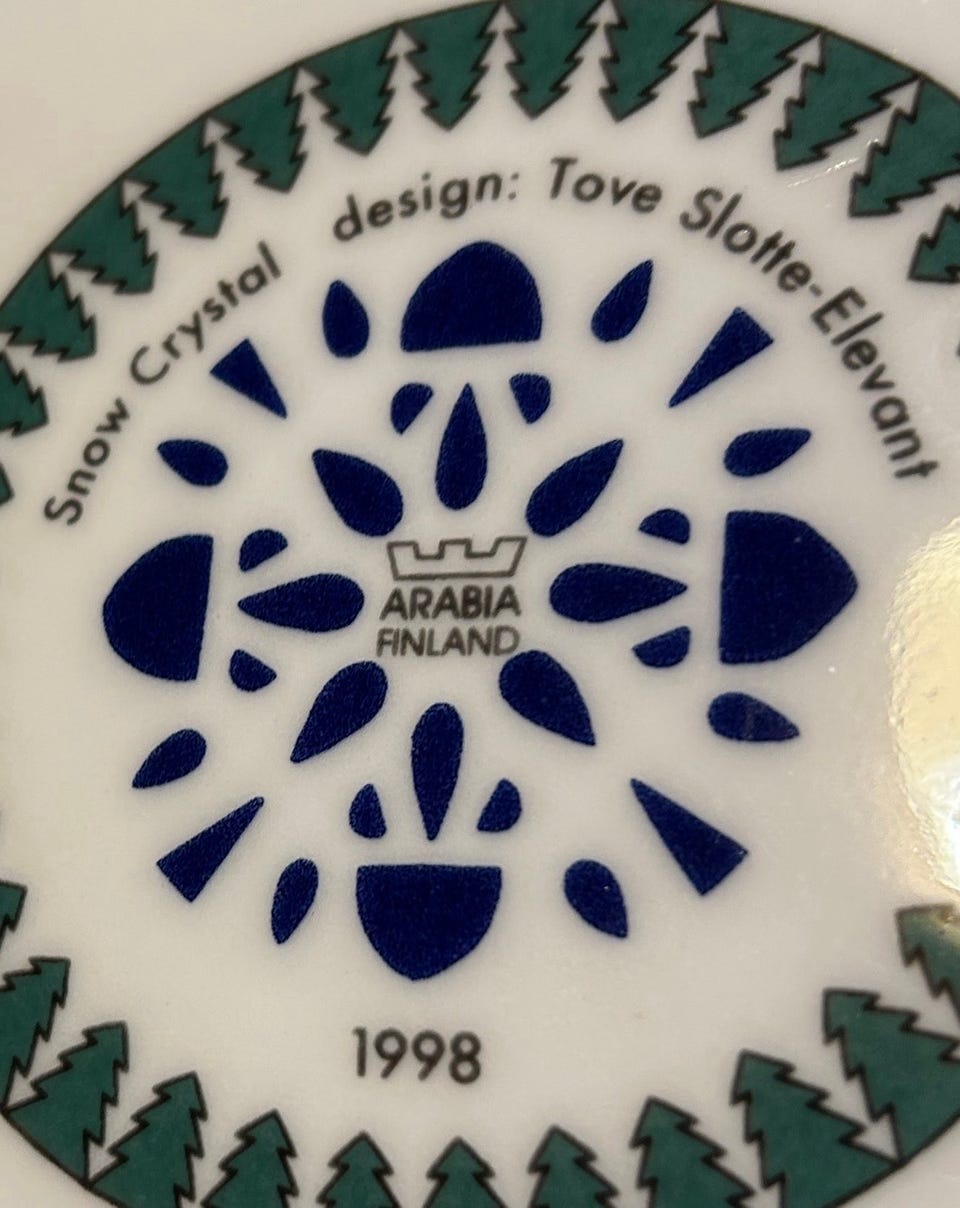 Snow Crystal design: Tove Slotte-Elevant
ARABIA
FINLAND
1998